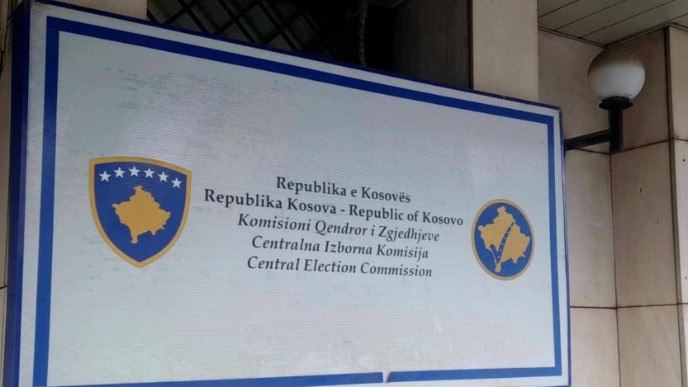 Republika e Kosovës
Republika Kosova - Republic of Kosovo
Komisioni Qendror i Zgjedhjeve
Centralna Izborna Komisija
Central Election Commission